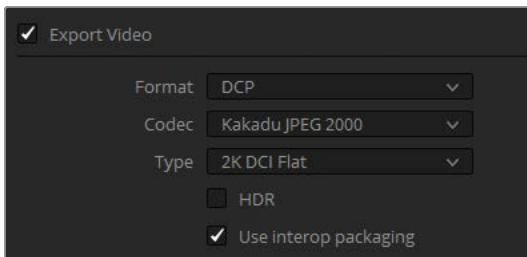 Export Video
Format DCP
Codec Kakadu JPEG 2000
Type 2K DCI Flat
HDR
Use interop packaging